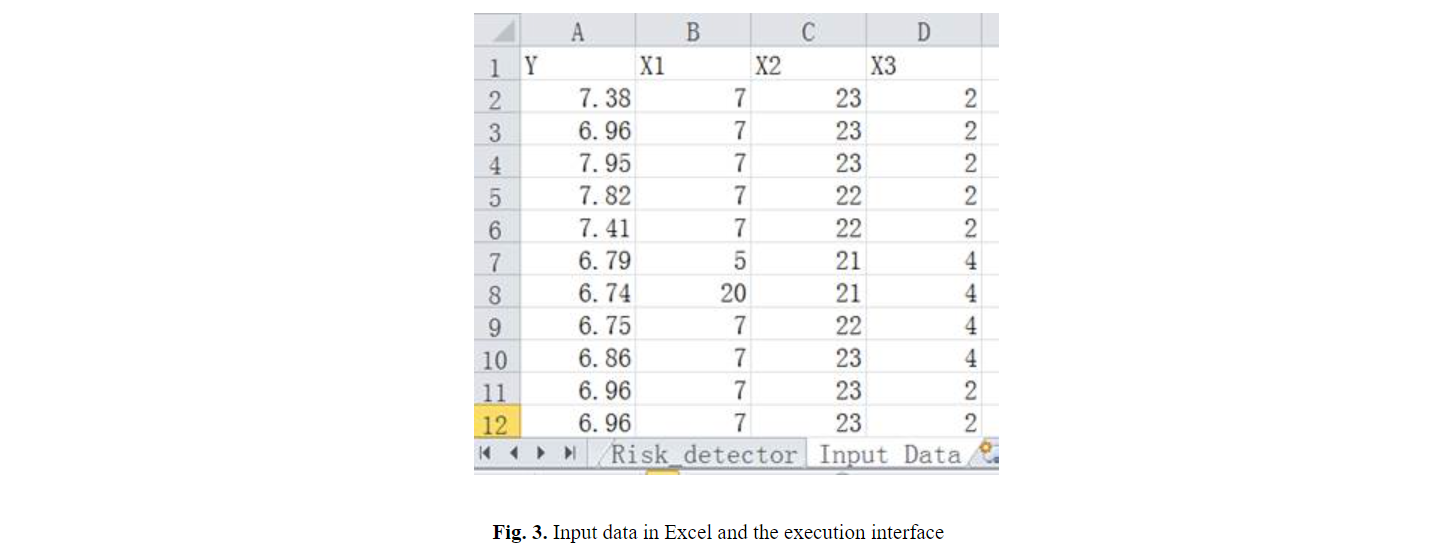 A B C D
1 Y X1 X2 X3
2 7.38 7 23 2
3 6.96 7 23 2
4 7.95 7 23 2
5 7.82 7 22 2
6 7.41 7 22 2
7 6.79 5 21 4
8 6.74 20 21 4
9 6.75 7 22 4
10 6.86 7 23 4
11 6.96 7 23 2
12 6.96 7 23 2
Risk_detector Input Data
Fig. 3. Input data in Excel and the execution interface